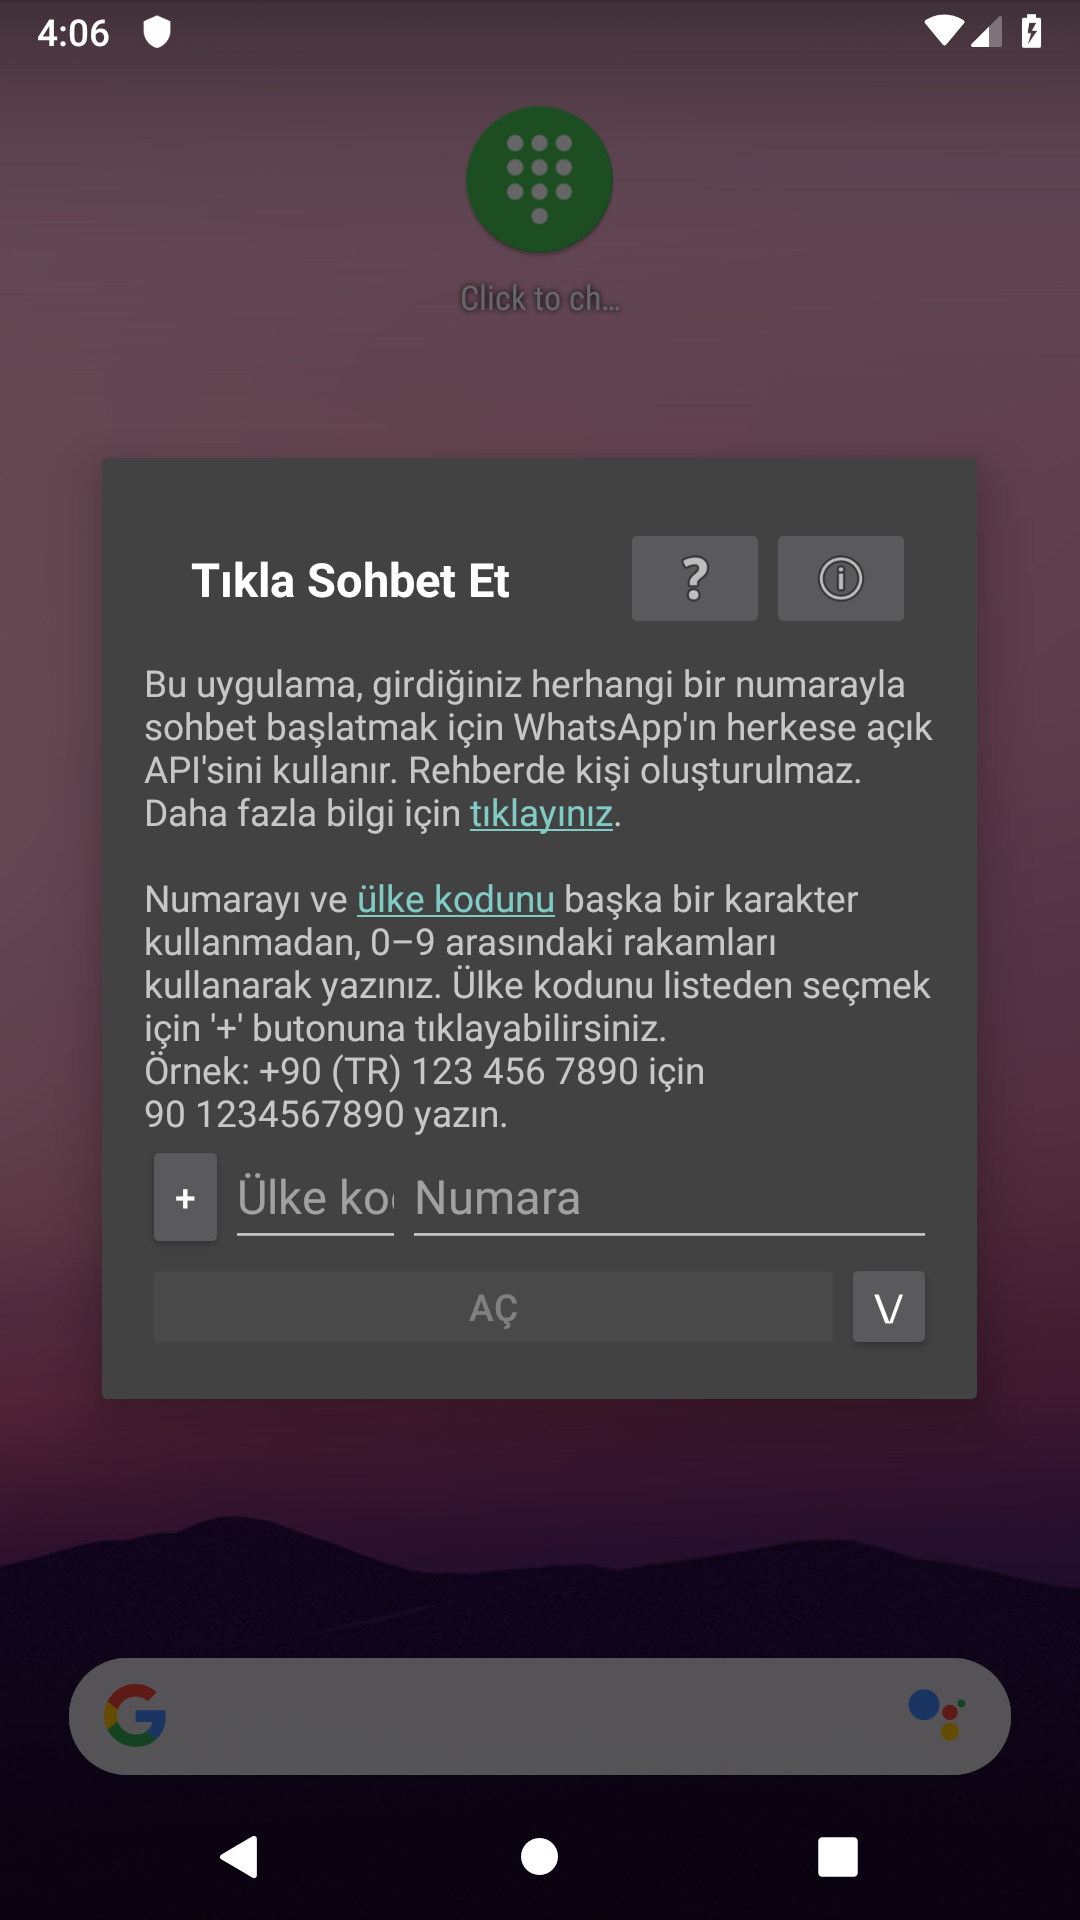 4:06
Click to ch...
Tıkla Sohbet Et
?
Bu uygulama, girdiğiniz herhangi bir numarayla
sohbet başlatmak için WhatsApp'ın herkese açık
API'sini kullanır. Rehberde kişi oluşturulmaz.
Daha fazla bilgi için tıklayınız.
Numarayı ve ülke kodunu başka bir karakter
kullanmadan, 0–9 arasındaki rakamları
kullanarak yazınız. Ülke kodunu listeden seçmek
için '+' butonuna tıklayabilirsiniz.
Örnek: +90 (TR) 123 456 7890 için
90 1234567890 yazın.
+ Ülke Numara
AÇ \/